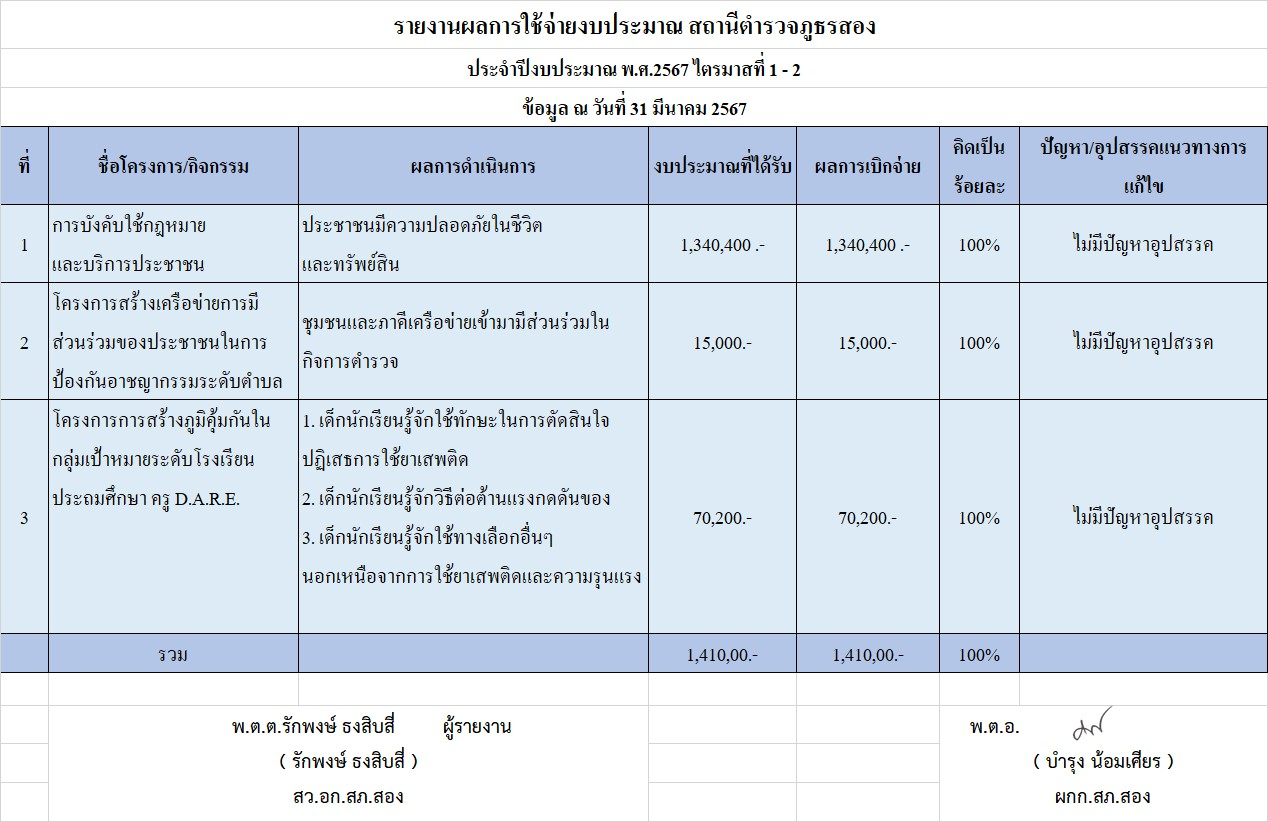 รายงานผลการใช้จ่ายงบประมาณ สถานีตำรวจภูธรสอง
ประจำปีงบประมาณ พ.ศ.2567 ไตรมาสที่ 1 - 2
ข้อมูล ณ วันที่ 31 มีนาคม 2567
ที่ ชื่อโครงการ/กิจกรรม ผลการดำเนินการ งบประมาณที่ได้รับ ผลการเบิกจ่าย คิดเป็น ปัญหา/อุปสรรคแนวทางการ
ร้อยละ แก้ไข
การบังคับใช้กฎหมาย ประชาชนมีความปลอดภัยในชีวิต
1 1,340,400 .- 1,340,400 .- 100% ไม่มีปัญหาอุปสรรค
และบริการประชาชน และทรัพย์สิน
โครงการสร้างเครือข่ายการมี
ชุมชนและภาคีเครือข่ายเข้ามามีส่วนร่วมใน
2 ส่วนร่วมของประชาชนในการ 15,000.- 15,000.- 100% ไม่มีปัญหาอุปสรรค
กิจการตำรวจ
ป้องกันอาชญากรรมระดับตำบล
โครงการการสร้างภูมิคุ้มกันใน 1. เด็กนักเรียนรู้จักใช้ทักษะในการตัดสินใจ
กลุ่มเป้าหมายระดับโรงเรียน ปฏิเสธการใช้ยาเสพติด
ประถมศึกษา ครู D.A.R.E. 2. เด็กนักเรียนรู้จักวิธีต่อต้านแรงกดดันของ
3 70,200.- 70,200.- 100% ไม่มีปัญหาอุปสรรค
3. เด็กนักเรียนรู้จักใช้ทางเลือกอื่นๆ
นอกเหนือจากการใช้ยาเสพติดและความรุนแรง
รวม 1,410,00.- 1,410,00.- 100%
พ.ต.ต.รักพงษ์ ธงสิบสี่ ผู้รายงาน พ.ต.อ.
( รักพงษ์ ธงสิบสี่ ) ( บำรุง น้อมเศียร )
สว.อก.สภ.สอง ผกก.สภ.สอง